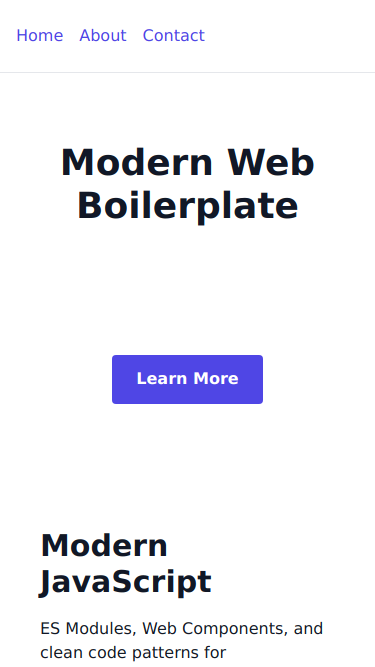 Home About Contact
Modern Web
Boilerplate
Learn More
Modern
JavaScript
ES Modules, Web Components, and
clean code patterns for